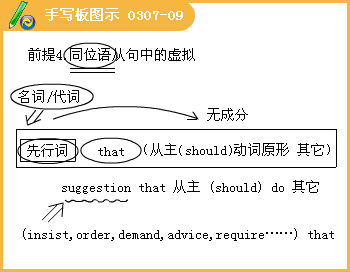 手写板图示 0307-09
前提4 同位语从句中的虚拟
名词/代词
无成分
先行词 that (从主(should)动词原形 其它)
suggestion that 从主 (should) do 其它
(insist,order,demand,advice,require……) that